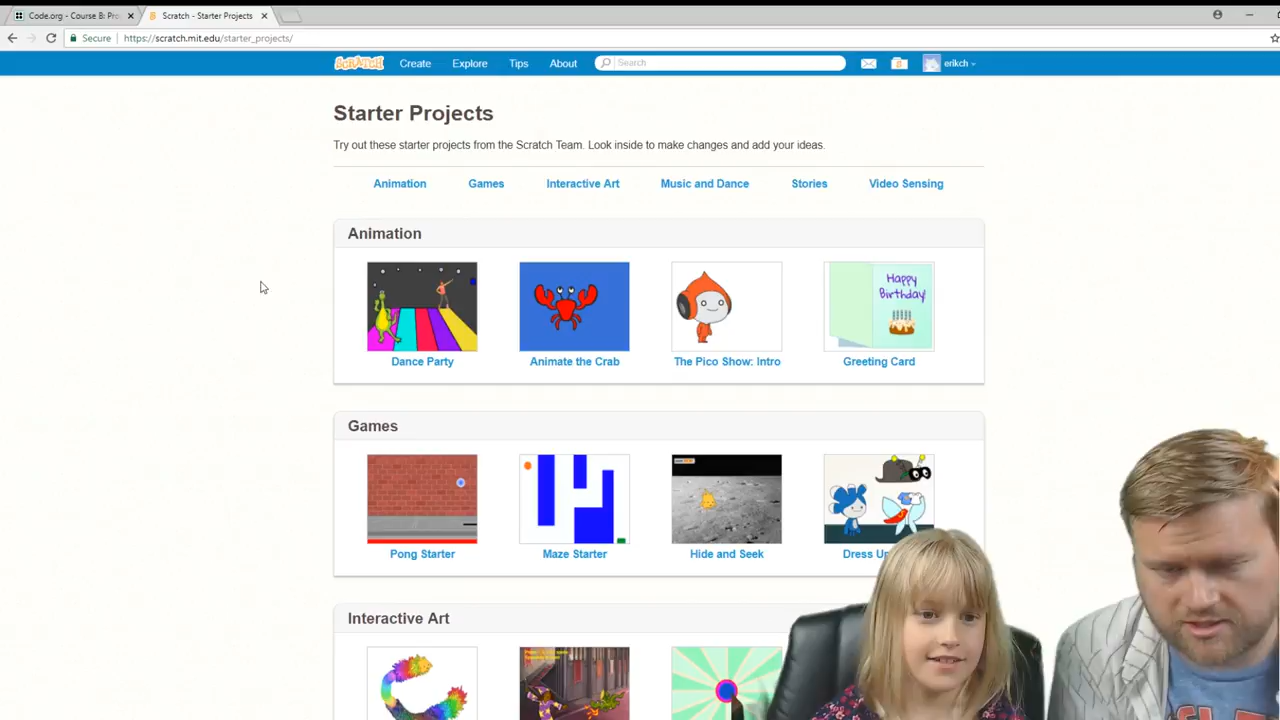 Code.org - Course B: Pro
Scratch - Starter Projects
Secure
https://scratch.mit.edu/starter_projects/
SCRATCH
Create
Explore
Tips
About
Search
erikch
Starter Projects
Try out these starter projects from the Scratch Team. Look inside to make changes and add your ideas.
Animation
Games
Interactive Art
Music and Dance
Stories
Video Sensing
Animation
Happy
Birthday!
Dance Party
Animate the Crab
The Pico Show: Intro
Greeting Card
Games
Pong Starter
Maze Starter
Hide and Seek
Dress Up
Interactive Art